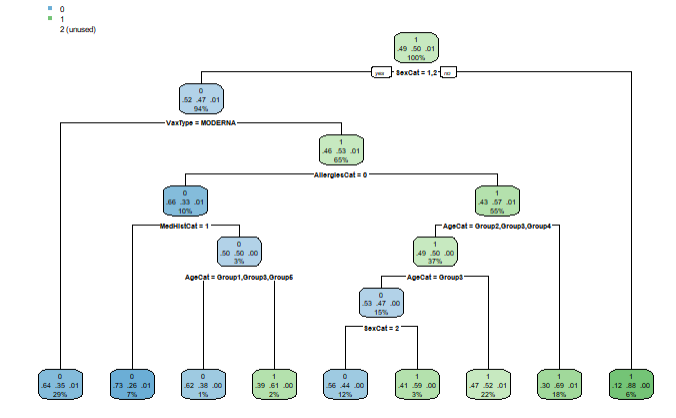 0
1
2 (unused)
1
.49 .50 .01
100%
yes SexCat = 1,2 no
0
.52 .47 .01
94%
VaxType = MODERNA
1
.46 .53 .01
65%
AllergiesCat = 0
0
.66 .33 .01
10%
1
.43 .57 .01
55%
MedHistCat = 1
AgeCat = Group2,Group3,Group4
0
.50 .50 .00
3%
1
.49 .50 .00
37%
AgeCat = Group1,Group3,Group5
AgeCat = Group3
0
.53 .47 .00
15%
SexCat = 2
0
.64 .35 .01
29%
0
.73 .26 .01
7%
0
.62 .38 .00
1%
1
.39 .61 .00
2%
0
.56 .44 .00
12%
1
.41 .59 .00
3%
1
.47 .52 .01
22%
1
.30 .69 .01
18%
1
.12 .88 .00
6%